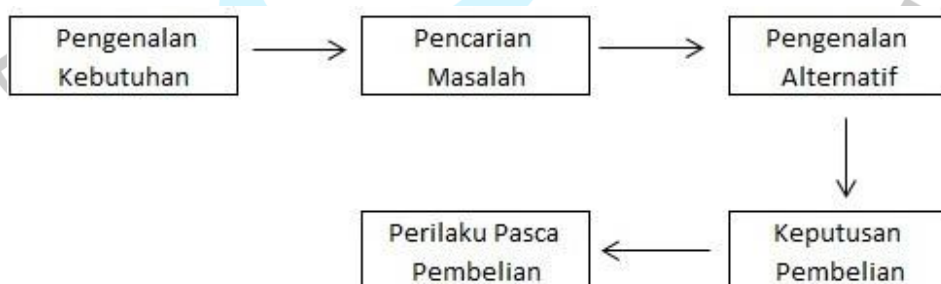 Pengenalan
Kebutuhan
Pencarian
Masalah
Pengenalan
Alternatif
Keputusan
Pembelian
Perilaku Pasca
Pembelian